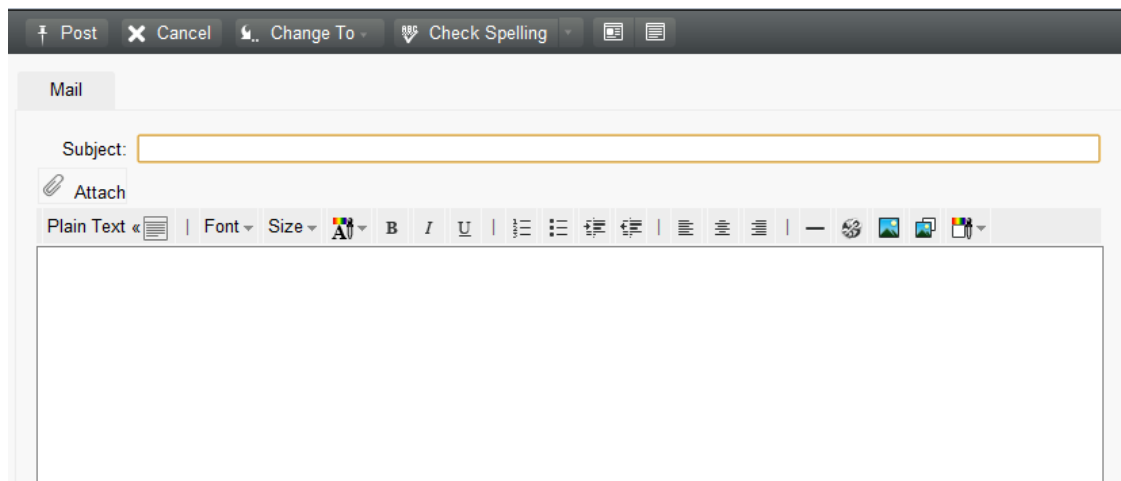 Post Cancel Change To Check Spelling
Mail
Subject:
Attach
Plain Text « | Font Size A B I U | | |